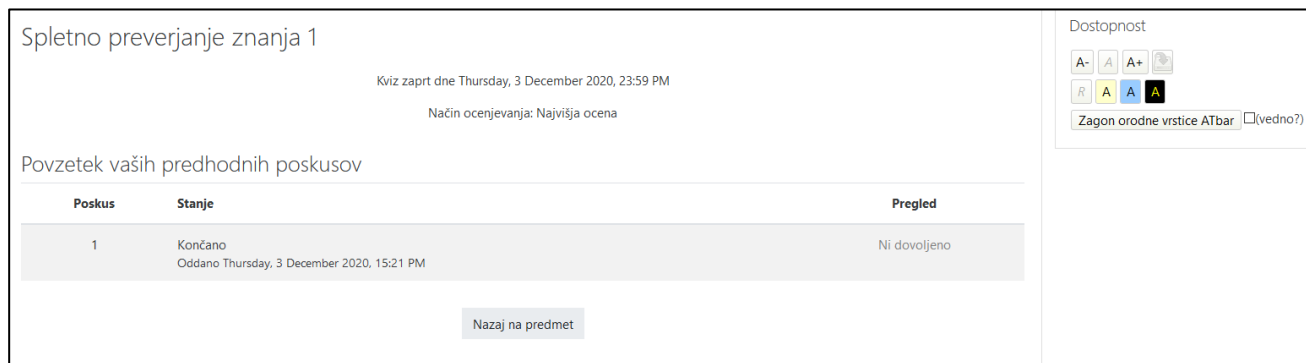 Spletno preverjanje znanja 1
Kviz zaprt dne Thursday, 3 December 2020, 23:59 PM
Način ocenjevanja: Najvišja ocena
Povzetek vaših predhodnih poskusov
Poskus Stanje Pregled
1 Končano Ni dovoljeno
Oddano Thursday, 3 December 2020, 15:21 PM
Nazaj na predmet
Dostopnost
A- A A+
R A A A
Zagon orodne vrstice ATbar (vedno?)